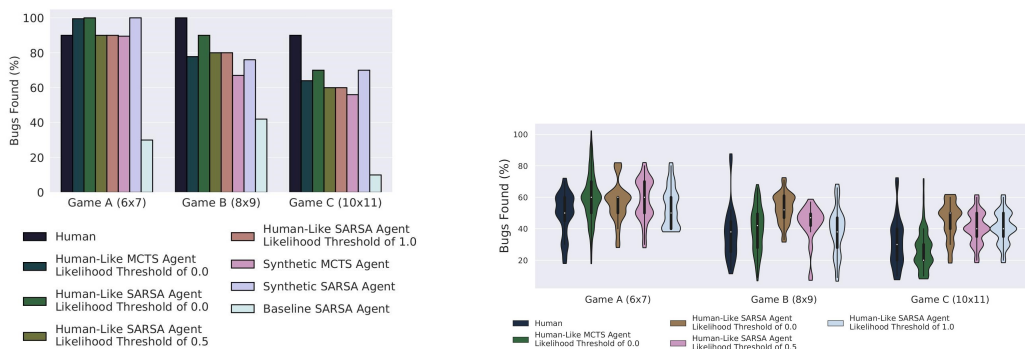 100
80
60
40
20
0
Bugs Found (%)
Game A (6x7)
Game B (8x9)
Game C (10x11)
Human
Human-Like MCTS Agent
Likelihood Threshold of 0.0
Human-Like SARSA Agent
Likelihood Threshold of 0.0
Human-Like SARSA Agent
Likelihood Threshold of 0.5
Human-Like SARSA Agent
Likelihood Threshold of 1.0
Synthetic MCTS Agent
Synthetic SARSA Agent
Baseline SARSA Agent
100
80
60
40
20
Bugs Found (%)
Game A (6x7)
Game B (8x9)
Game C (10x11)
Human
Human-Like MCTS Agent
Likelihood Threshold of 0.0
Human-Like SARSA Agent
Likelihood Threshold of 0.0
Human-Like SARSA Agent
Likelihood Threshold of 0.5
Human-Like SARSA Agent
Likelihood Threshold of 1.0